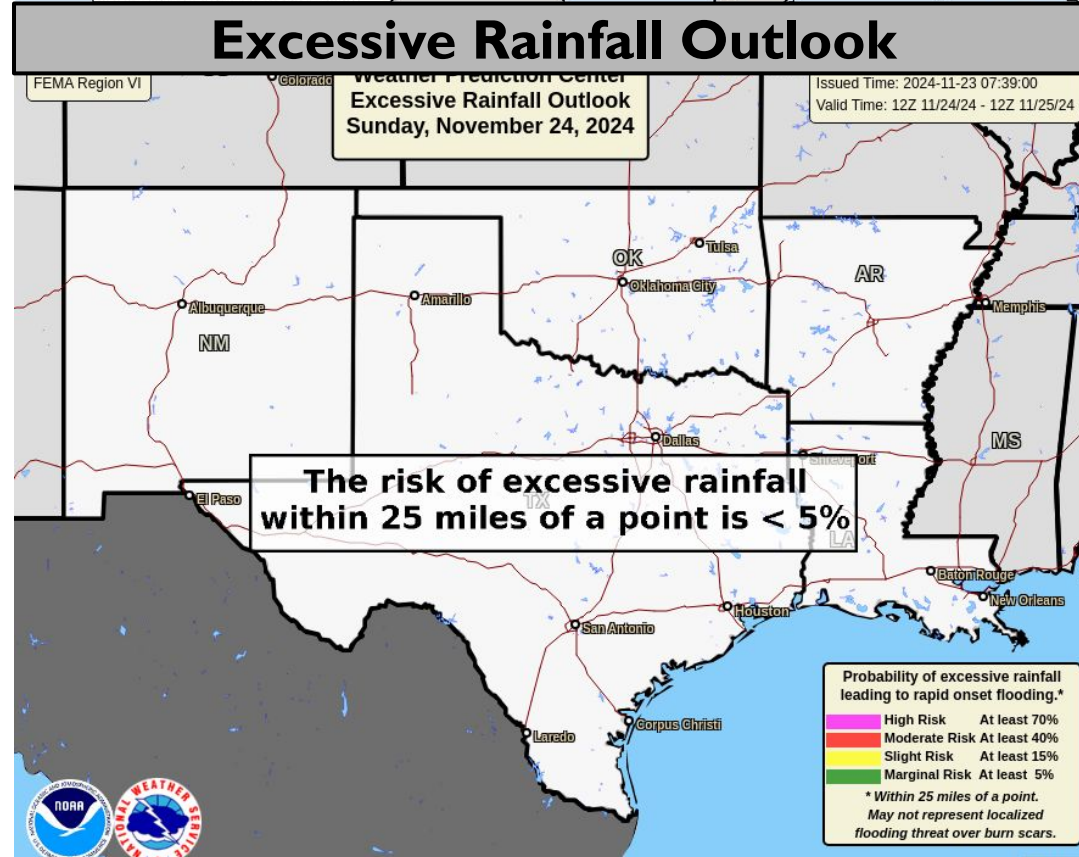 Excessive Rainfall Outlook
FEMA Region VI
Colorado
Weather Prediction Center
Excessive Rainfall Outlook
Sunday, November 24, 2024
Issued Time: 2024-11-23 07:39:00
Valid Time: 12Z 11/24/24 - 12Z 11/25/24
Tulsa
OK
AR
Oklahoma City
Albuquerque
Amarillo
Memphis
NM
Dallas
MS
Shreveport
The risk of excessive rainfall
TX
El Paso
within 25 miles of a point is < 5%
LA
Baton Rouge
New Orleans
Houston
San Antonio
Corpus Christi
Laredo
Probability of excessive rainfall
leading to rapid onset flooding.*
High Risk At least 70%
Moderate Risk At least 40%
Slight Risk At least 15%
Marginal Risk At least 5%
* Within 25 miles of a point.
May not represent localized
flooding threat over burn scars.
NOAA
NATIONAL WEATHER SERVICE